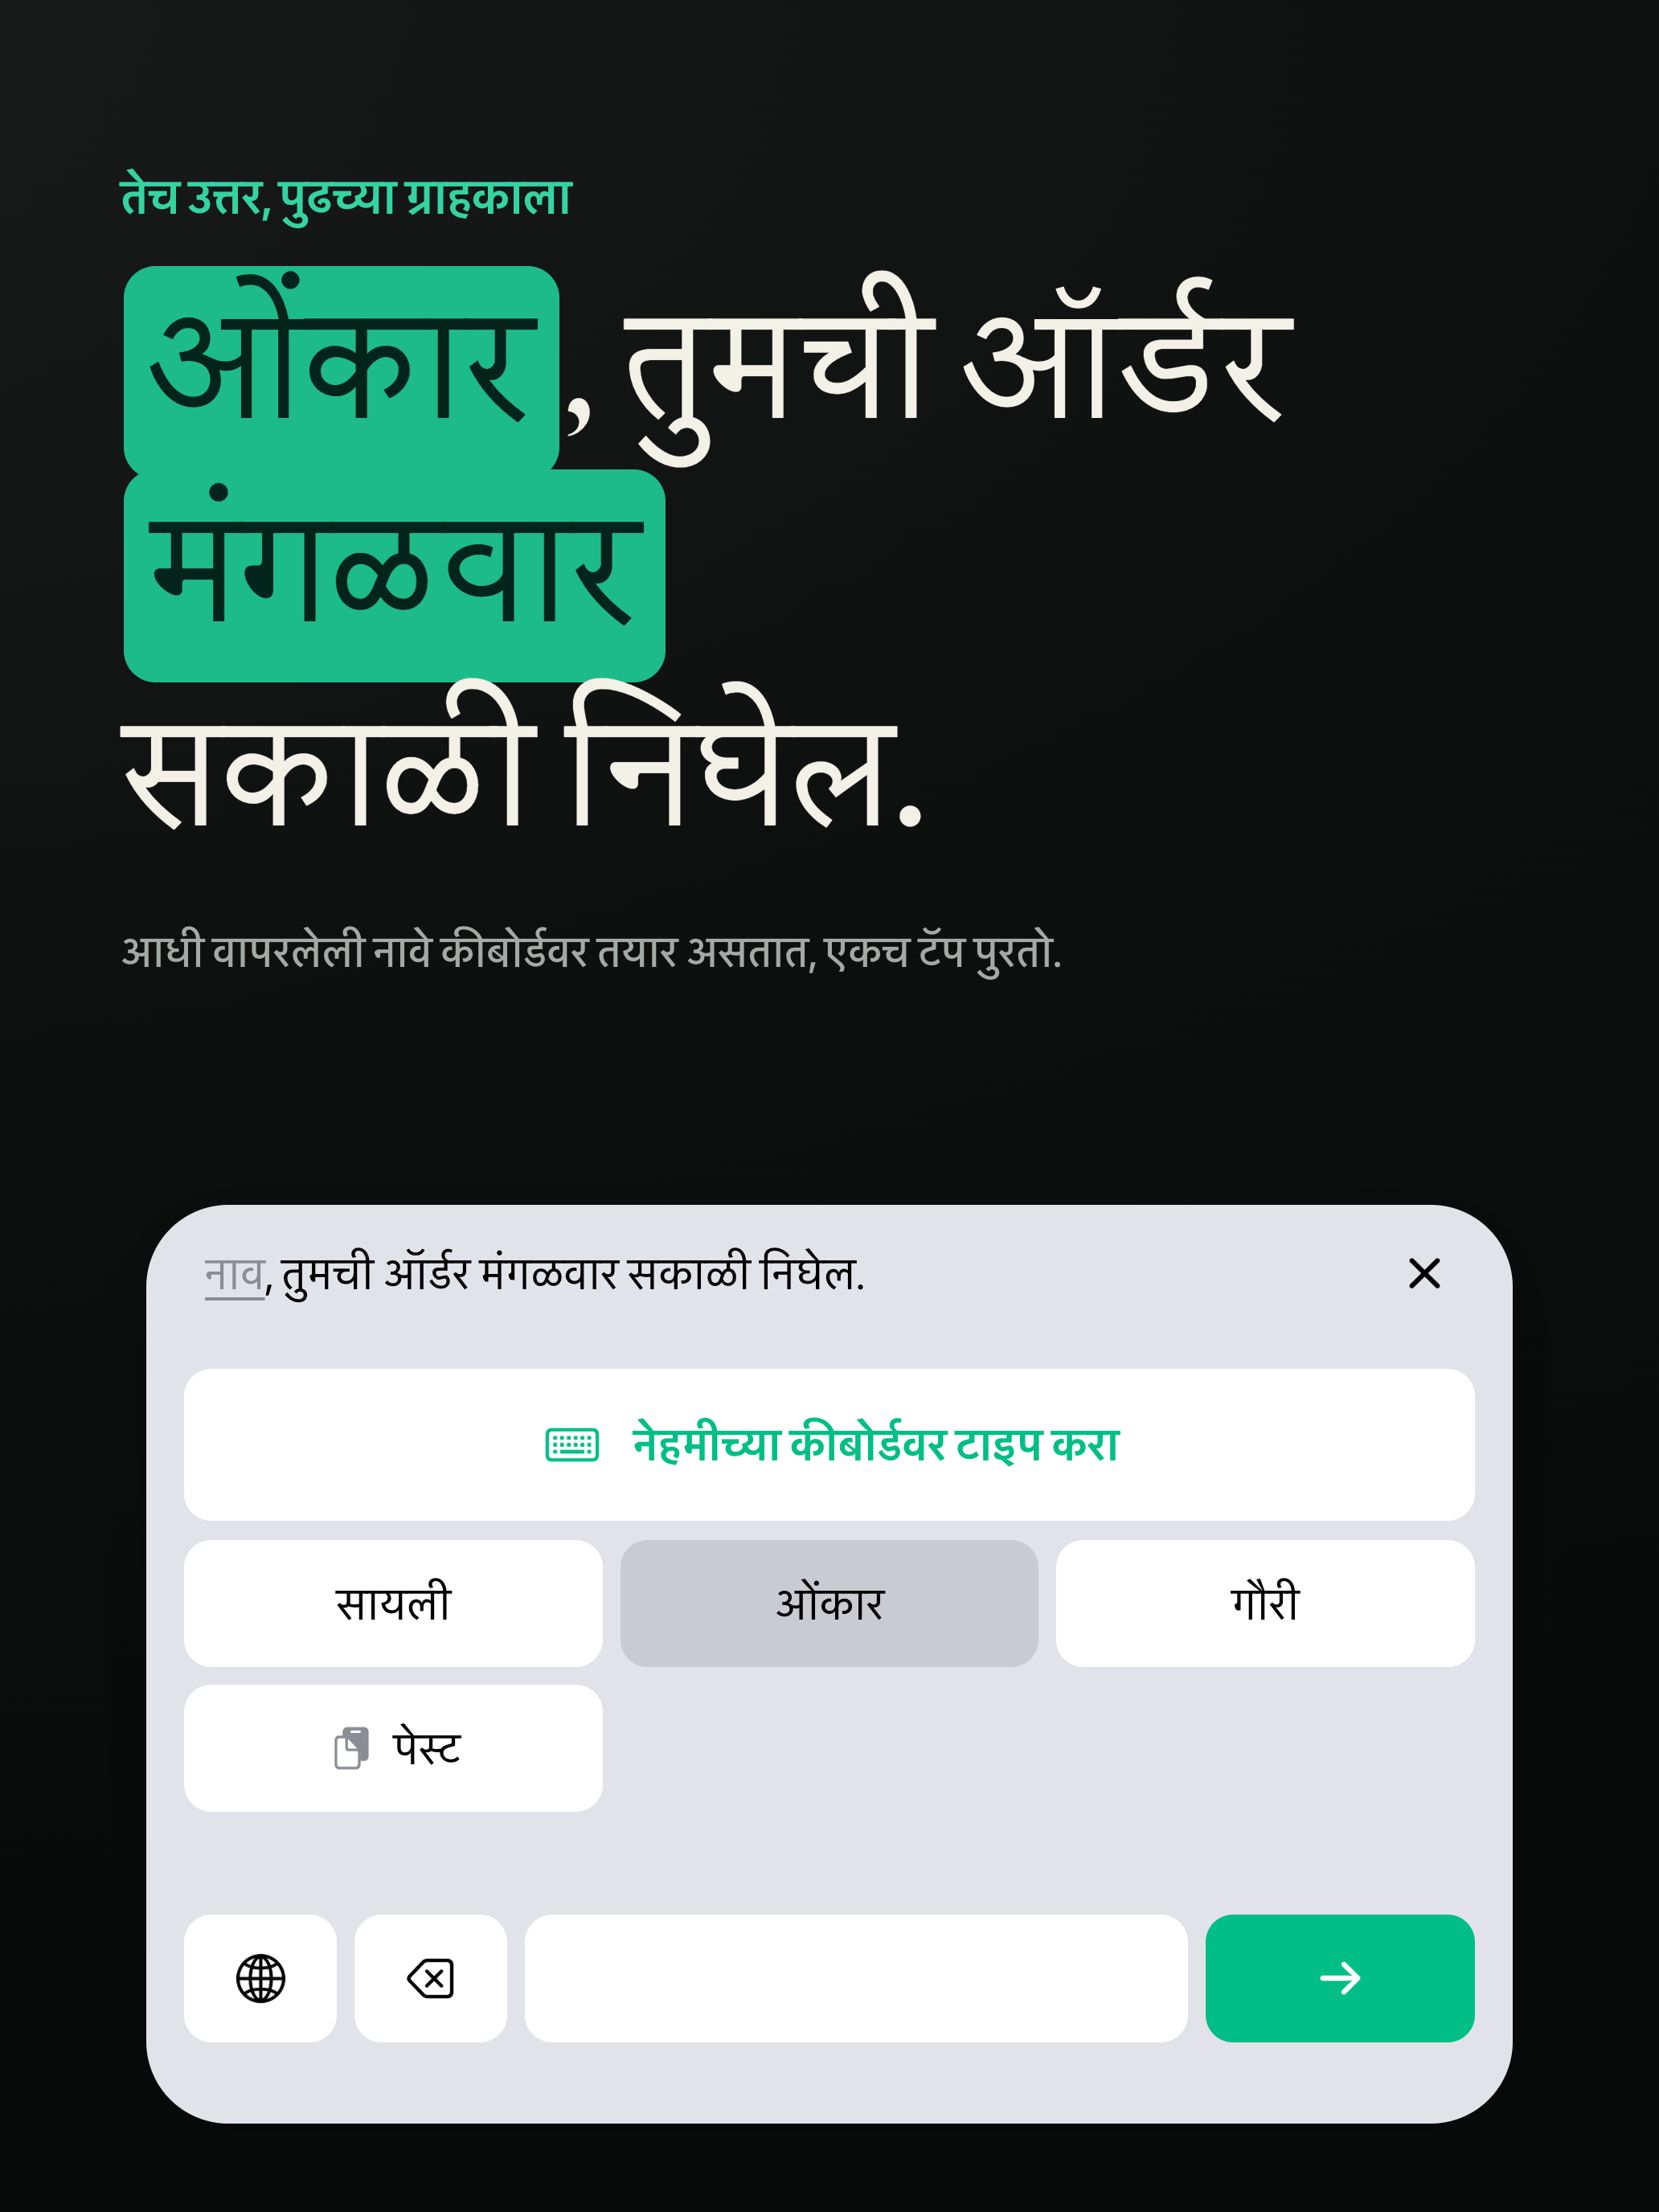 तेच उत्तर, पुढच्या ग्राहकाला
ओंकार, तुमची ऑर्डर
मंगळवार
सकाळी निघेल.
आधी वापरलेली नावे कीबोर्डवर तयार असतात, एकच टॅप पुरतो.
नाव, तुमची ऑर्डर मंगळवार सकाळी निघेल.
नेहमीच्या कीबोर्डवर टाइप करा
सायली
ओंकार
गौरी
पेस्ट